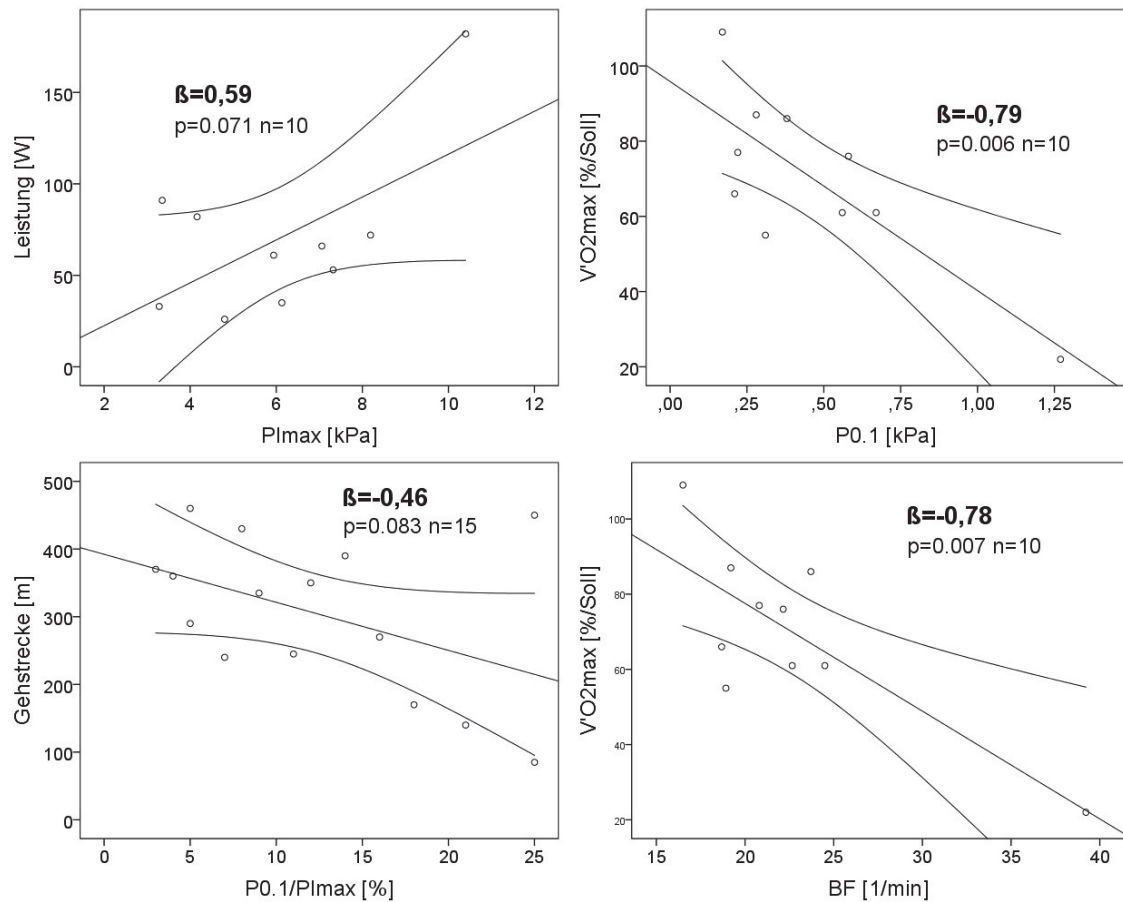 ß=0,59
p=0.071 n=10
Leistung [W]
150
100
50
0
2 4 6 8 10 12
PImax [kPa]
ß=-0,79
p=0.006 n=10
V'O2max [%/Soll]
100
80
60
40
20
,00 ,25 ,50 ,75 1,00 1,25
P0.1 [kPa]
ß=-0,46
p=0.083 n=15
Gehstrecke [m]
500
400
300
200
100
0
0 5 10 15 20 25
P0.1/PImax [%]
ß=-0,78
p=0.007 n=10
V'O2max [%/Soll]
100
80
60
40
20
15 20 25 30 35 40
BF [1/min]